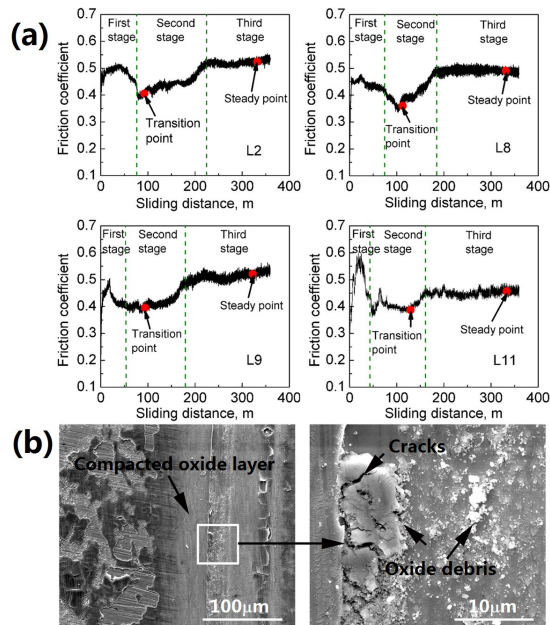 (a)
First stage
Second stage
Third stage
Friction coefficient
0.7
0.6
0.5
0.4
0.3
0.2
0.1
Transition point
Steady point
L2
0 100 200 300 400
Sliding distance, m
First stage
Second stage
Third stage
Friction coefficient
0.7
0.6
0.5
0.4
0.3
0.2
0.1
Transition point
Steady point
L8
0 100 200 300 400
Sliding distance, m
First stage
Second stage
Third stage
Friction coefficient
0.7
0.6
0.5
0.4
0.3
0.2
0.1
Transition point
Steady point
L9
0 100 200 300 400
Sliding distance, m
First stage
Second stage
Third stage
Friction coefficient
0.7
0.6
0.5
0.4
0.3
0.2
0.1
Transition point
Steady point
L11
0 100 200 300 400
Sliding distance, m
(b)
Compacted oxide layer
100μm
Cracks
Oxide debris
10μm